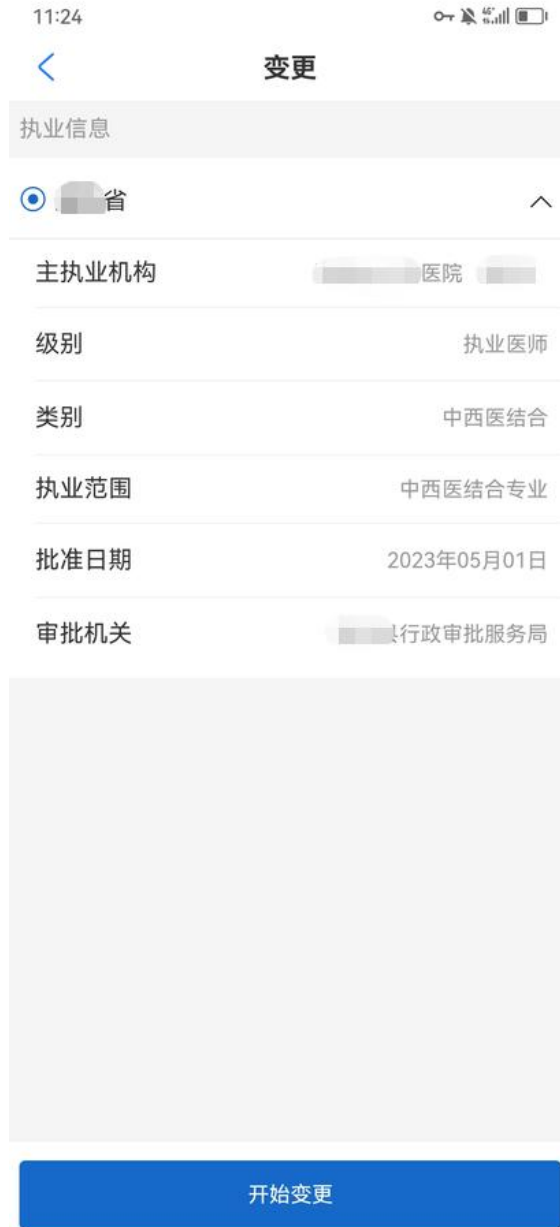 11:24
变更
执业信息
省
主执业机构 医院
级别 执业医师
类别 中西医结合
执业范围 中西医结合专业
批准日期 2023年05月01日
审批机关 行政审批服务局
开始变更